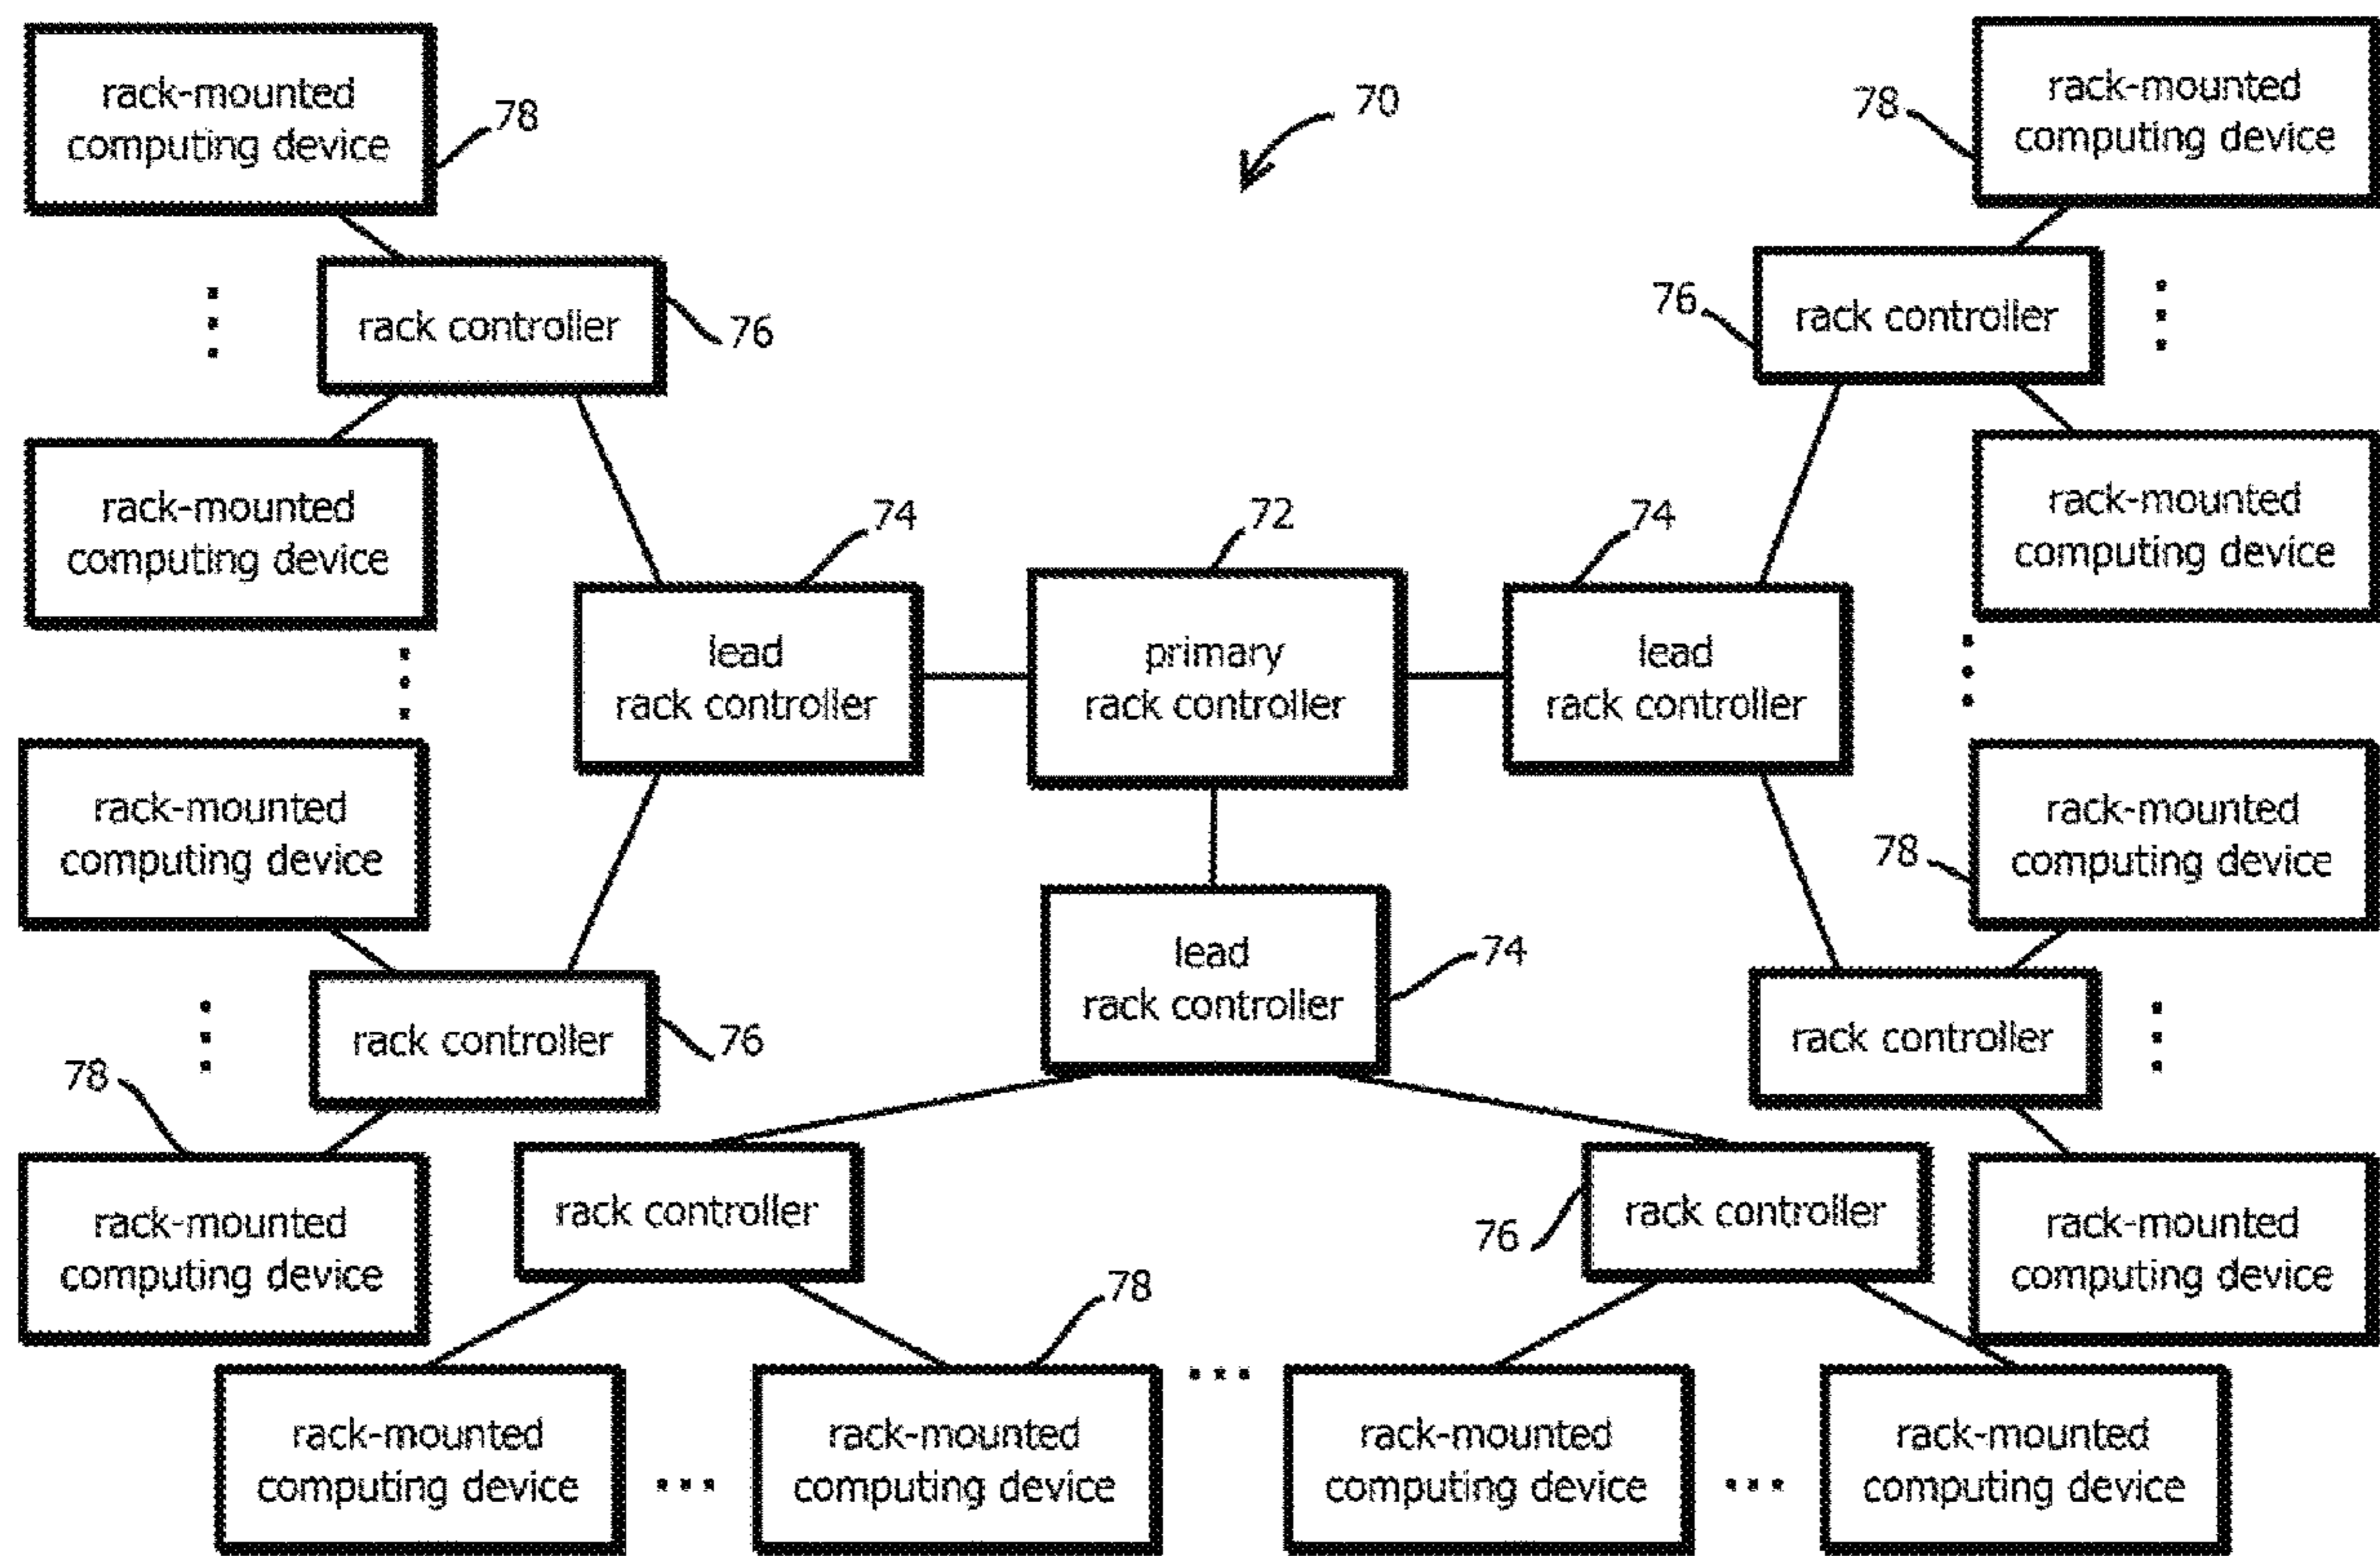 rack-mounted
computing device
78
70
78
rack-mounted
computing device
rack controller
76
76
rack controller
rack-mounted
computing device
74
72
74
rack-mounted
computing device
lead
rack controller
primary
rack controller
lead
rack controller
rack-mounted
computing device
78
rack-mounted
computing device
lead
rack controller
74
rack controller
76
rack controller
78
rack-mounted
computing device
rack controller
76
rack controller
rack-mounted
computing device
78
rack-mounted
computing device
...
rack-mounted
computing device
...
rack-mounted
computing device
...
rack-mounted
computing device